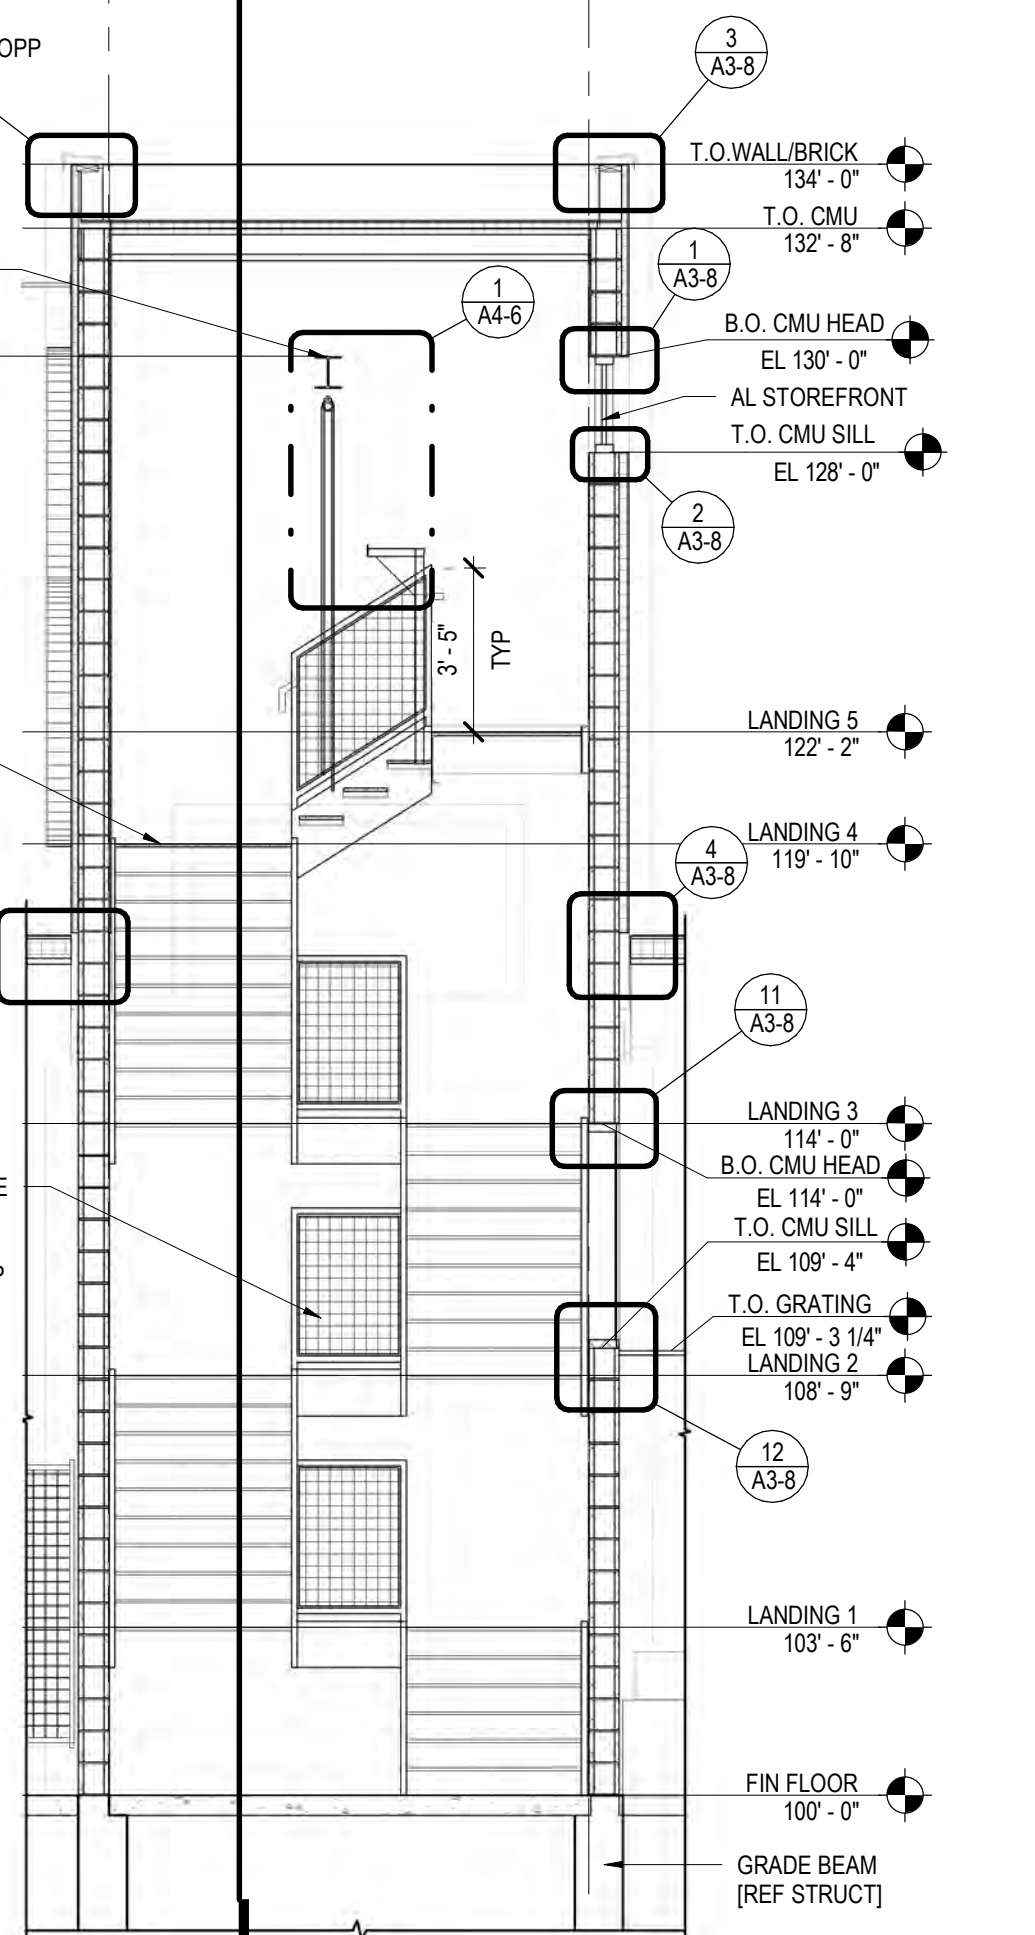 OPP
3
A3-8
T.O.WALL/BRICK
134' - 0"
T.O. CMU
132' - 8"
1
A3-8
1
A4-6
B.O. CMU HEAD
EL 130' - 0"
AL STOREFRONT
T.O. CMU SILL
EL 128' - 0"
2
A3-8
3' - 5"
TYP
LANDING 5
122' - 2"
LANDING 4
119' - 10"
4
A3-8
11
A3-8
LANDING 3
114' - 0"
B.O. CMU HEAD
EL 114' - 0"
T.O. CMU SILL
EL 109' - 4"
T.O. GRATING
EL 109' - 3 1/4"
LANDING 2
108' - 9"
12
A3-8
LANDING 1
103' - 6"
FIN FLOOR
100' - 0"
GRADE BEAM
[REF STRUCT]